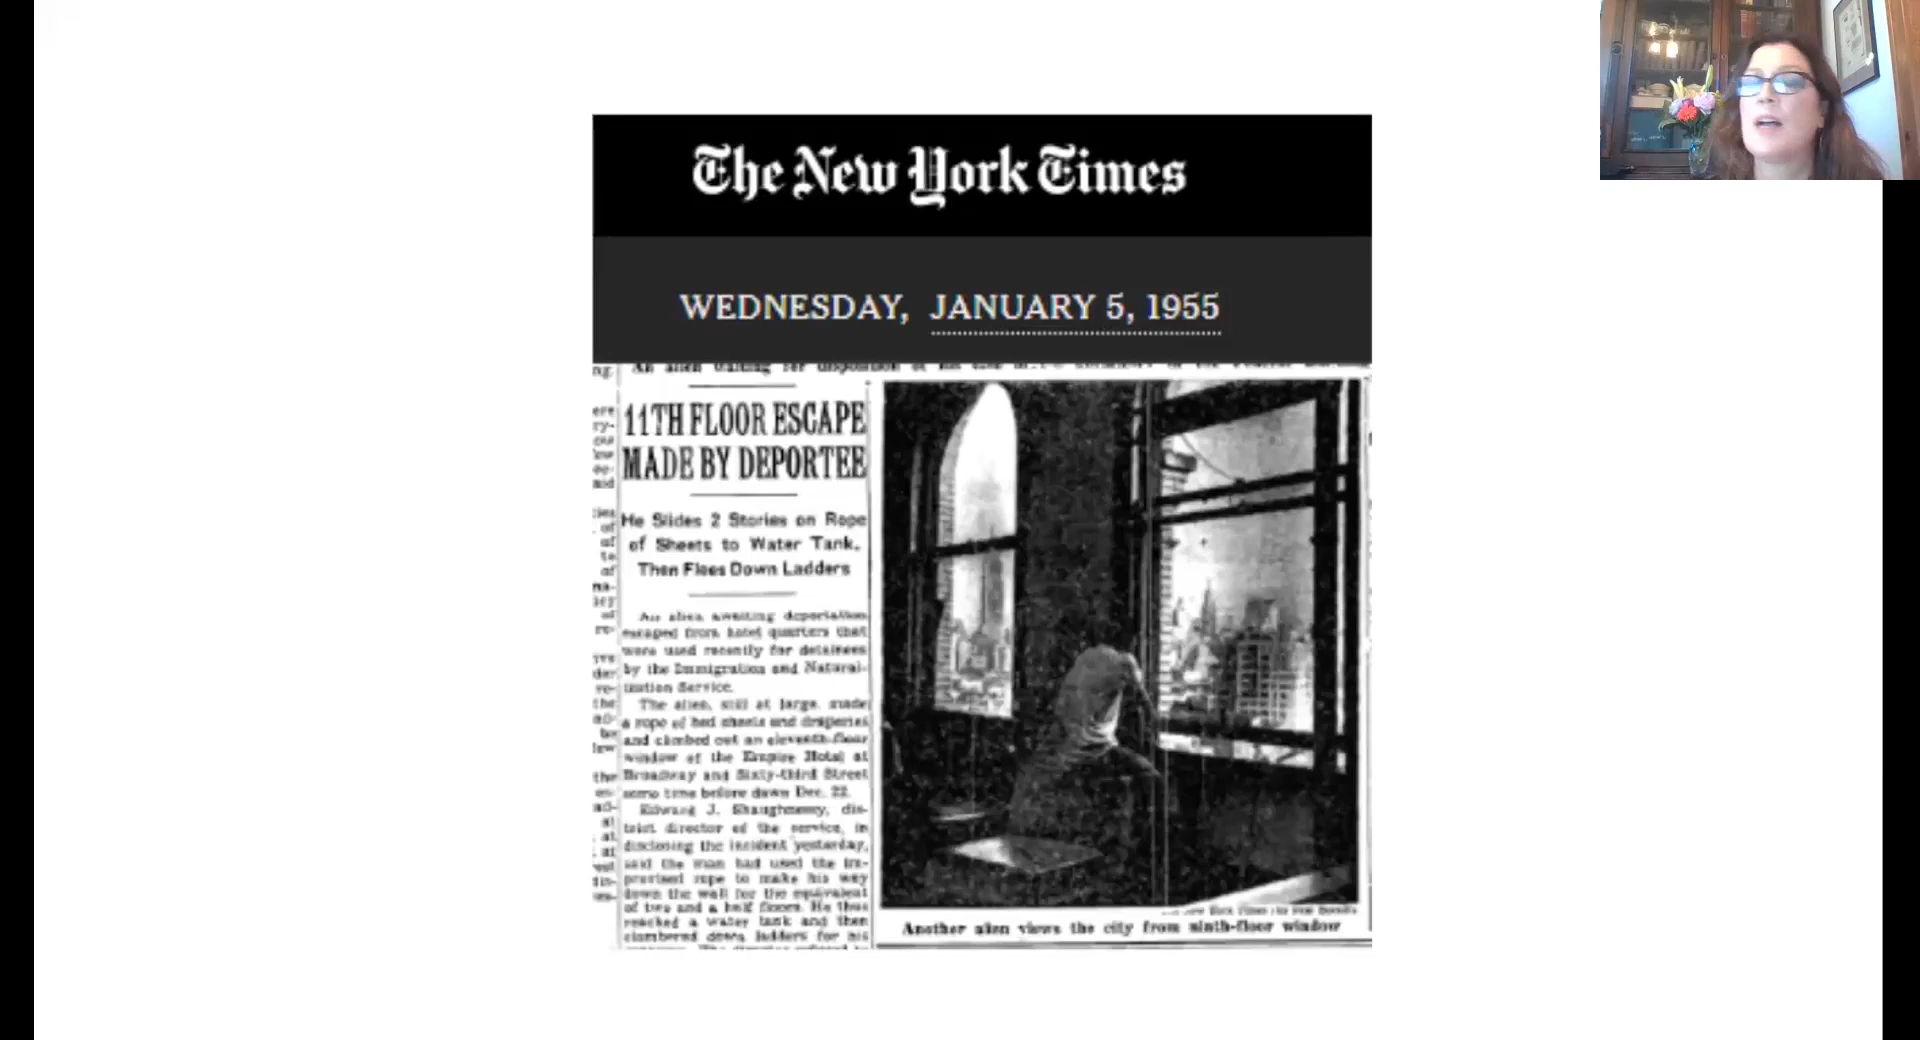 The New York Times
WEDNESDAY, JANUARY 5, 1955
11TH FLOOR ESCAPE
MADE BY DEPORTEE
He Slides 2 Stories on Rope
of Sheets to Water Tank,
Then Flees Down Ladders
An alien awaiting deportation
escaped from hotel quarters that
were used recently for detainees
by the Immigration and Natural-
ization Service.
The alien, still at large, made
a rope of bed sheets and draperies
and climbed out an eleventh-floor
window of the Empire Hotel at
Broadway and Sixty-third Street
some time before dawn Dec. 22.
Edward J. Shaughnessy, dis-
trict director of the service, in
disclosing the incident yesterday,
said the man had used the im-
provised rope to make his way
down the wall for the equivalent
of two and a half floors. He thus
reached a water tank and then
clambered down ladders for his
Another alien views the city from ninth-floor window